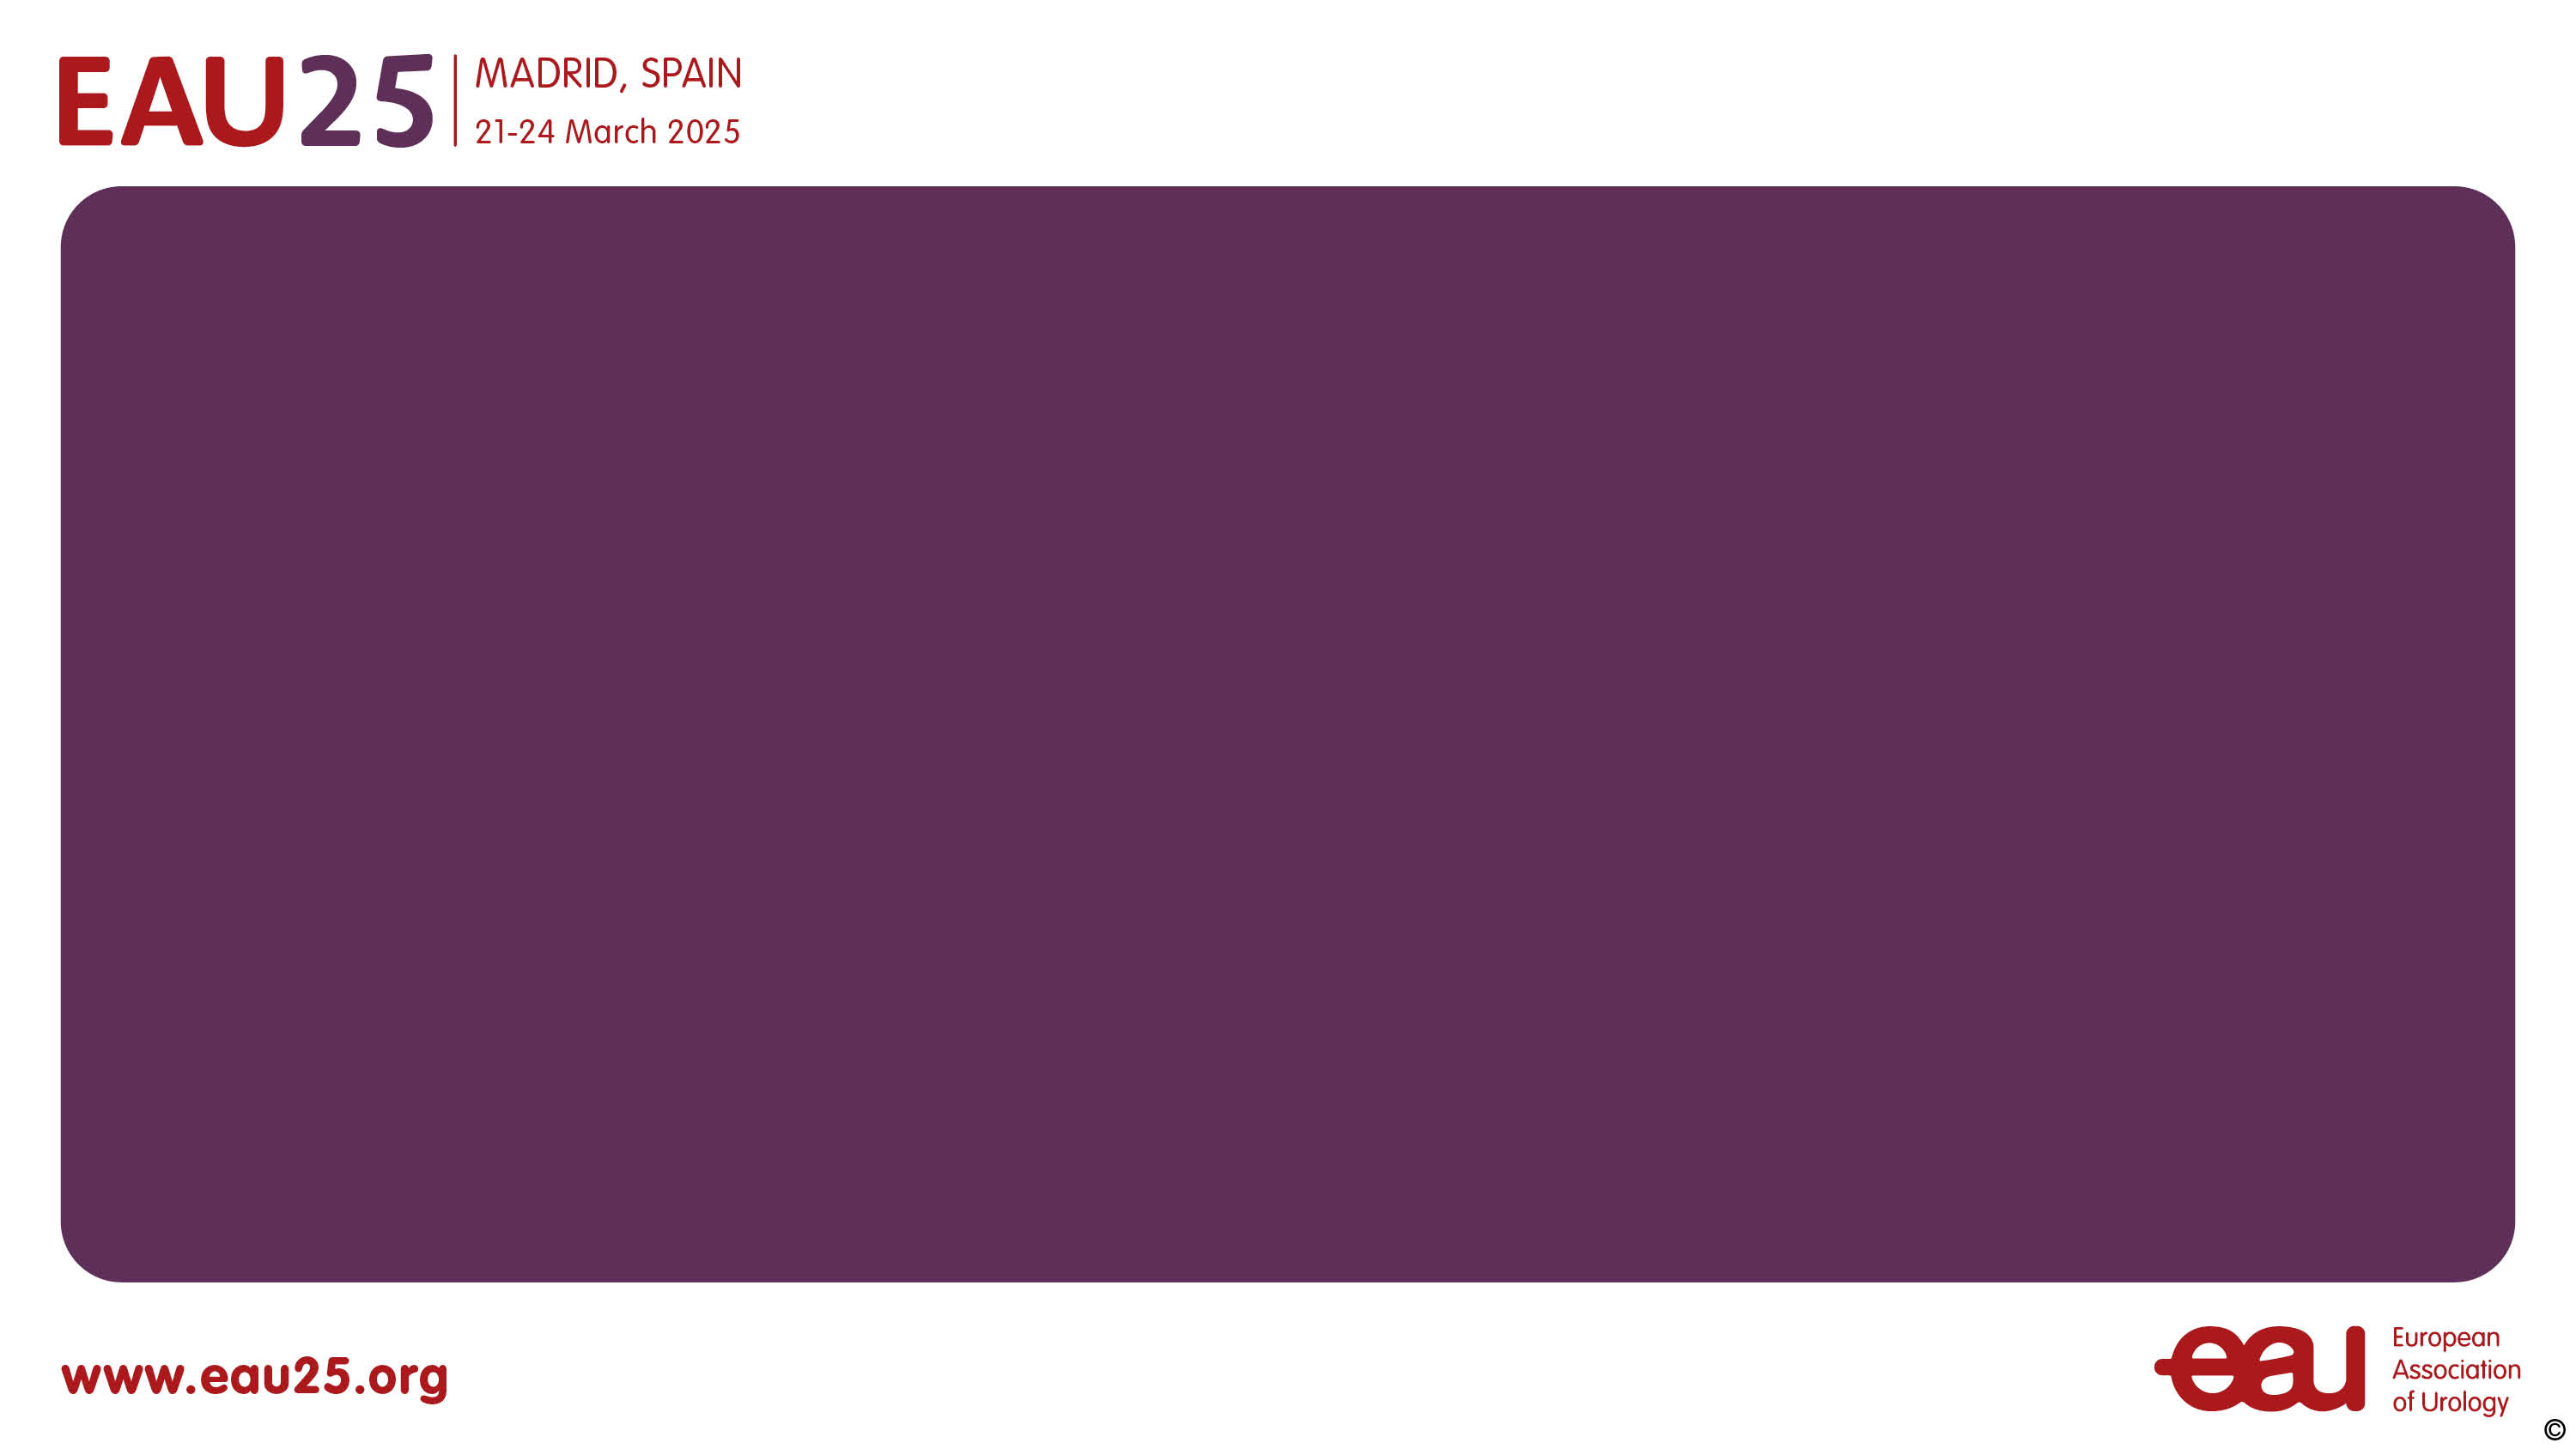 EAU25
MADRID, SPAIN
21-24 March 2025
www.eau25.org
eau
European
Association
of Urology
©